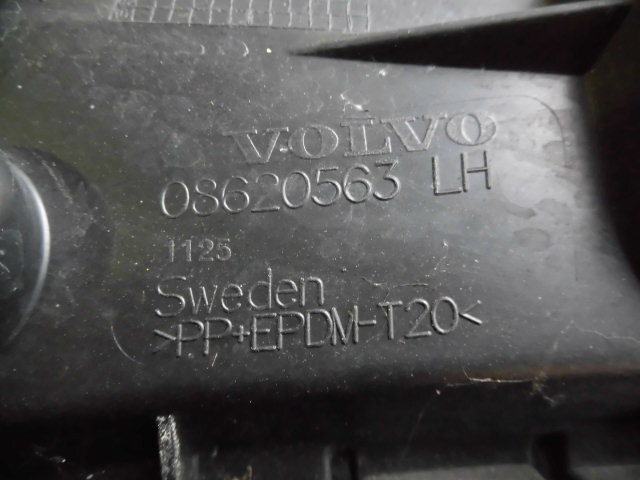 VOLVO
08620563 LH
1125
Sweden
>PP+EPDM-T20<